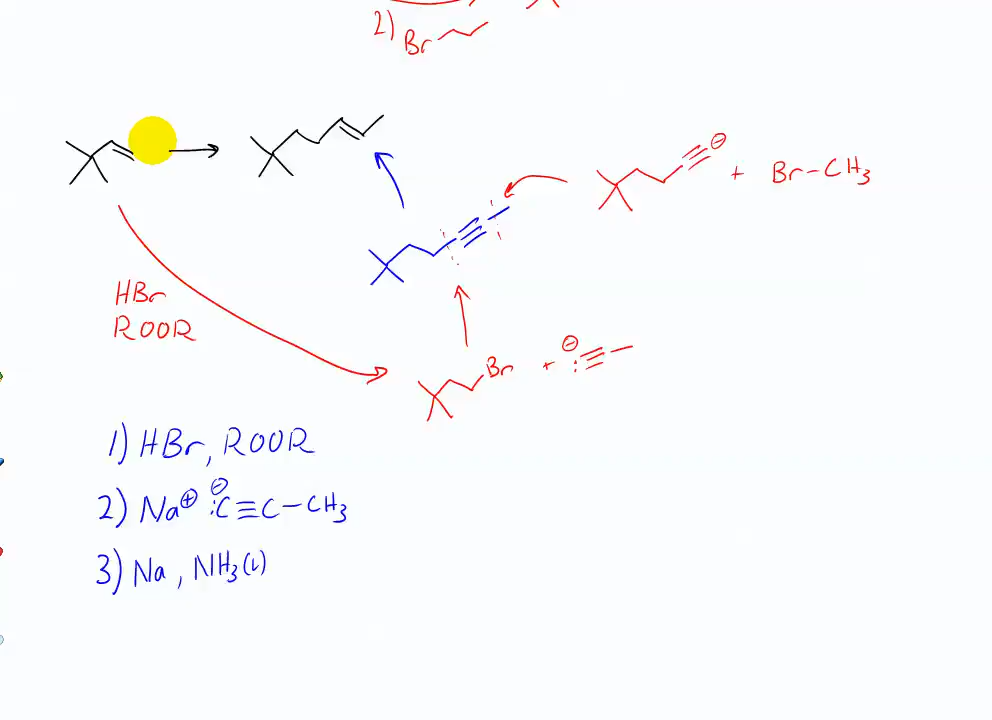 2) Br
⊖
+ Br-CH3
HBr
ROOR
Br + ⊖ :
1) HBr, ROOR
2) Na⊕ ⊖:C≡C-CH3
3) Na, NH3(L)